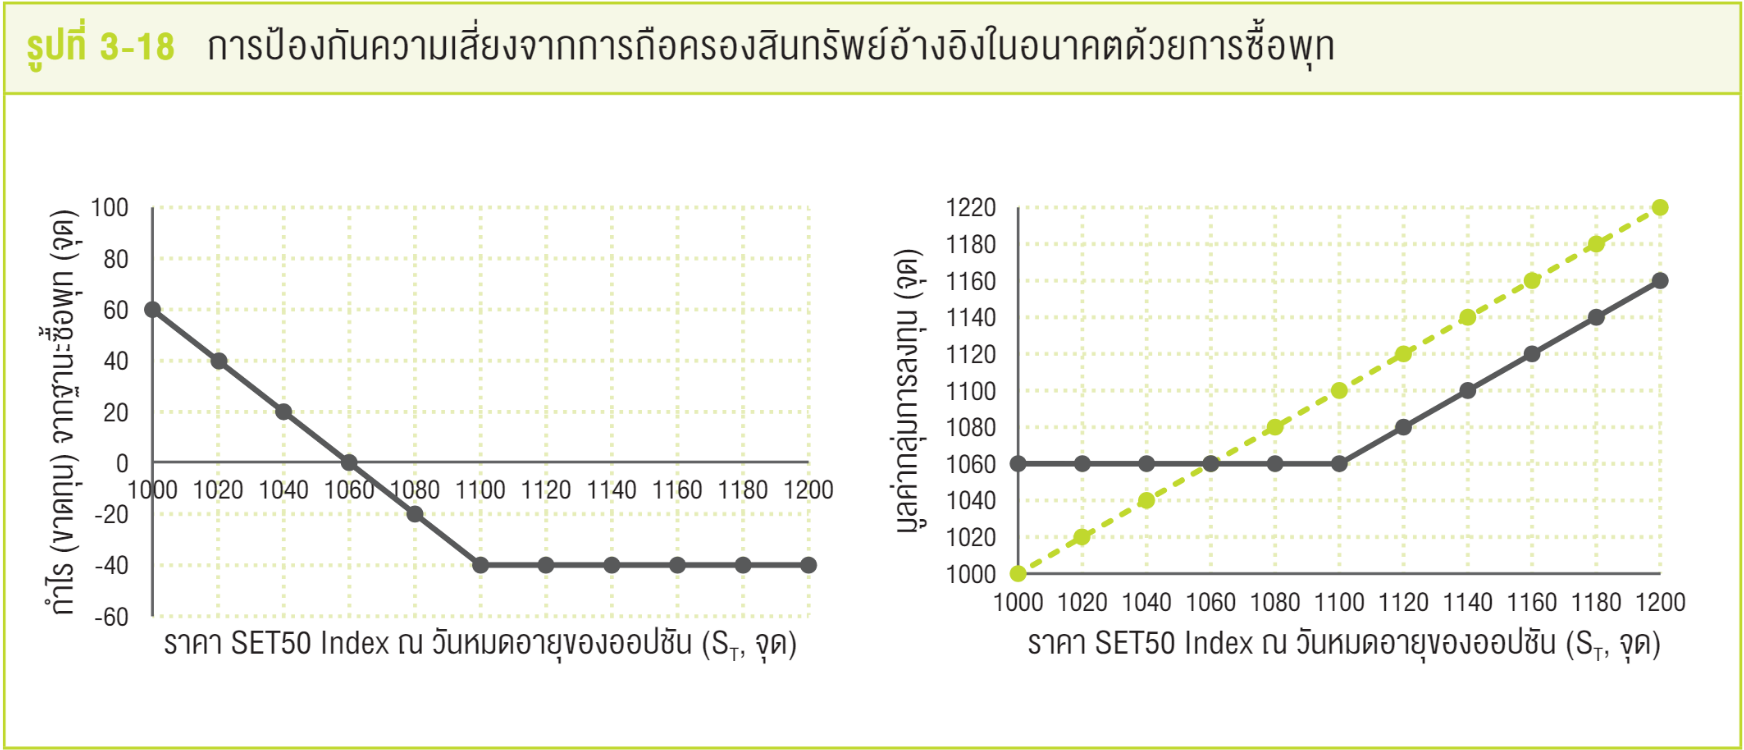 รูปที่ 3-18 การป้องกันความเสี่ยงจากการถือครองสินทรัพย์อ้างอิงในอนาคตด้วยการซื้อพุท
กำไร (ขาดทุน) จากฐานะซื้อพุท (จุด)
100
80
60
40
20
0
-20
-40
-60
1000 1020 1040 1060 1080 1100 1120 1140 1160 1180 1200
ราคา SET50 Index ณ วันหมดอายุของออปชัน (ST, จุด)
มูลค่ากลุ่มการลงทุน (จุด)
1220
1180
1160
1140
1120
1100
1080
1060
1040
1020
1000
1000 1020 1040 1060 1080 1100 1120 1140 1160 1180 1200
ราคา SET50 Index ณ วันหมดอายุของออปชัน (ST, จุด)